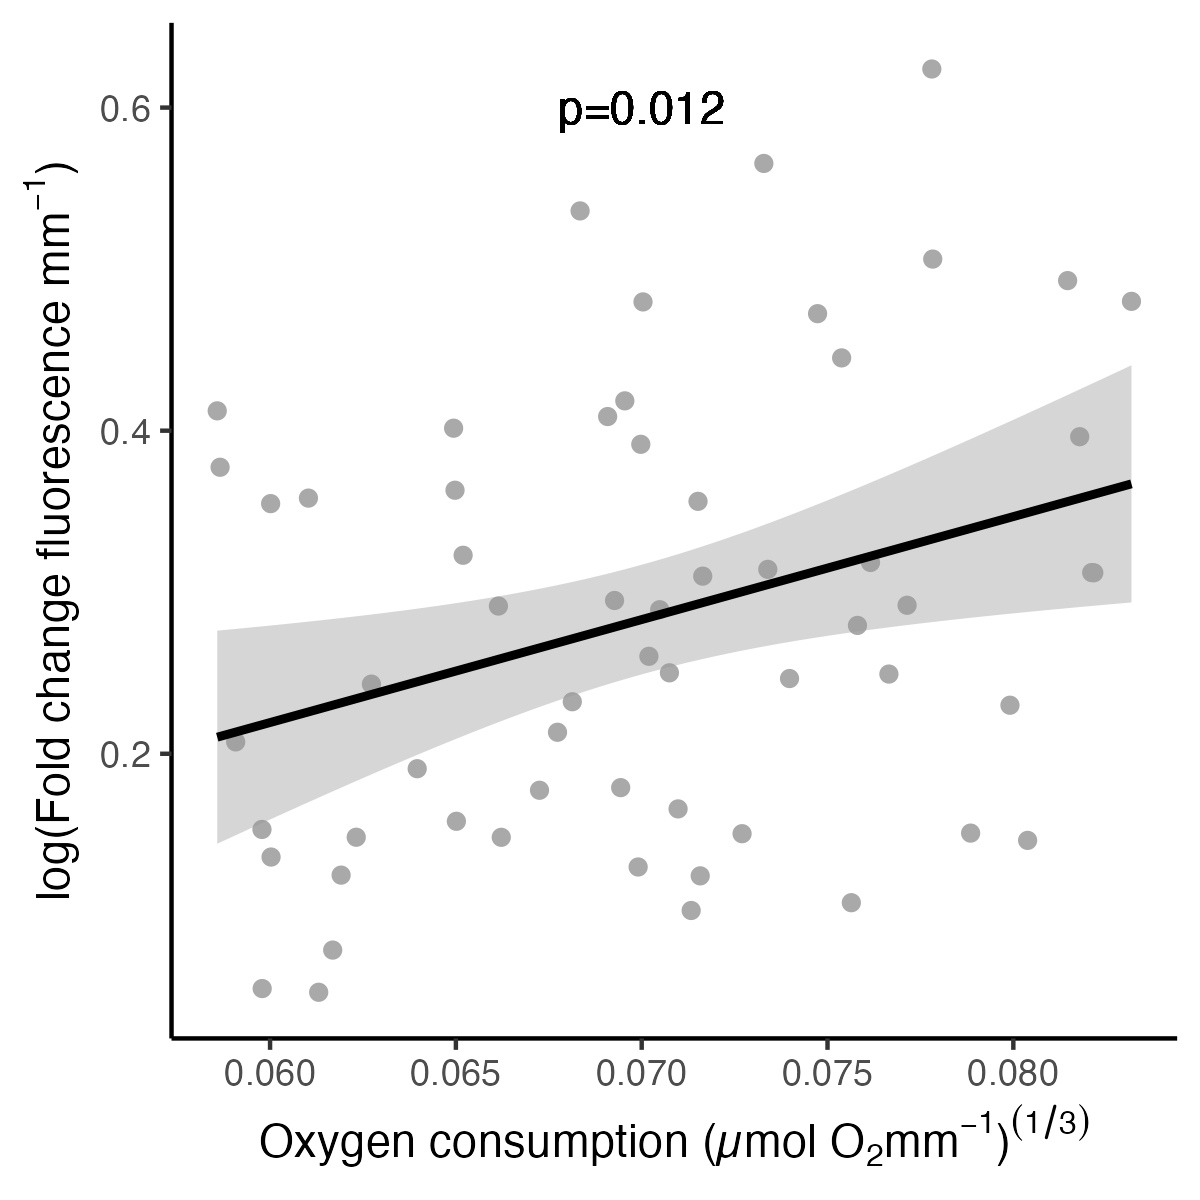 p=0.012
log(Fold change fluorescence mm⁻¹)
0.6
0.4
0.2
0.060 0.065 0.070 0.075 0.080
Oxygen consumption (µmol O₂mm⁻¹)⁽¹/³⁾